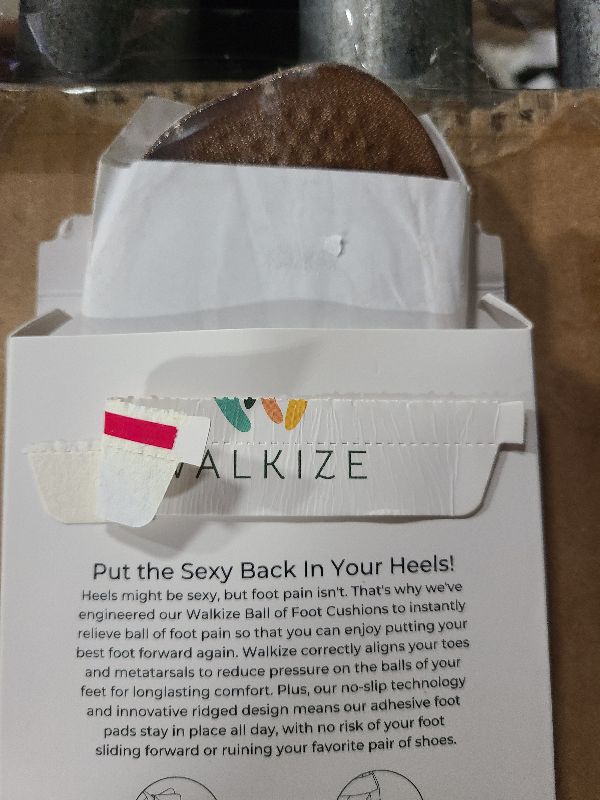 WALKIZE
Put the Sexy Back In Your Heels!
Heels might be sexy, but foot pain isn't. That's why we've
engineered our Walkize Ball of Foot Cushions to instantly
relieve ball of foot pain so that you can enjoy putting your
best foot forward again. Walkize correctly aligns your toes
and metatarsals to reduce pressure on the balls of your
feet for longlasting comfort. Plus, our no-slip technology
and innovative ridged design means our adhesive foot
pads stay in place all day, with no risk of your foot
sliding forward or ruining your favorite pair of shoes.